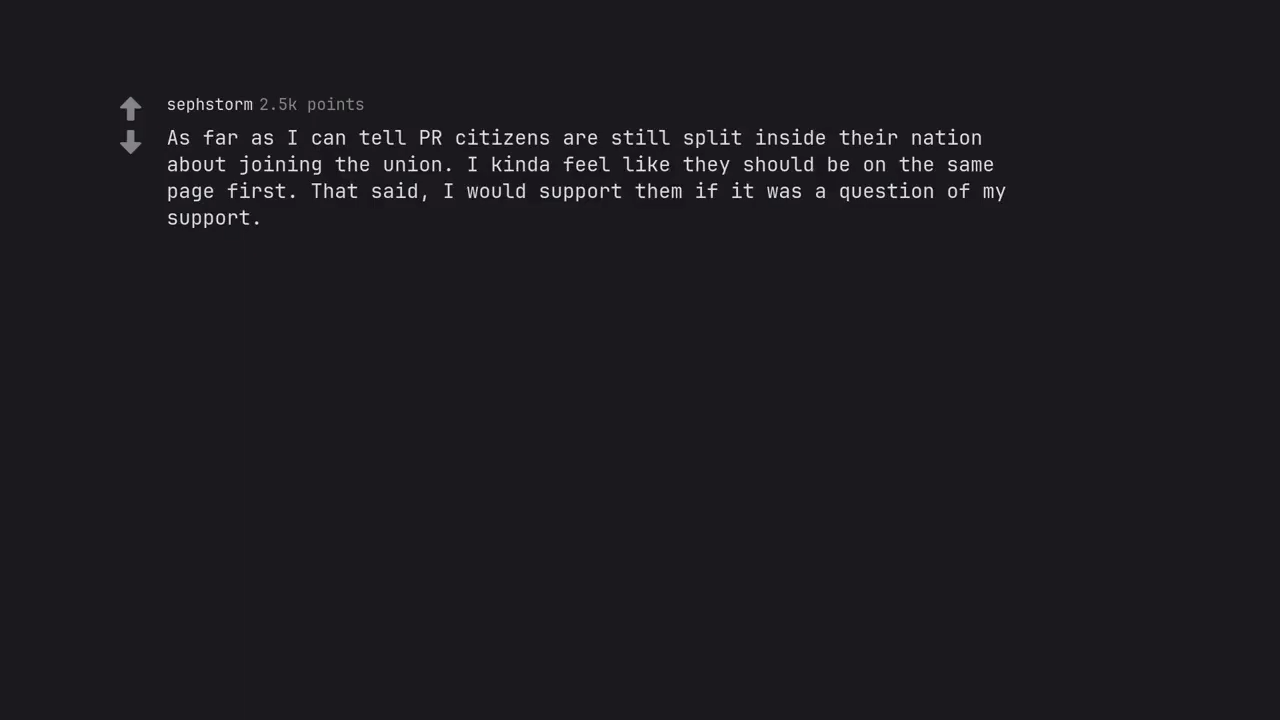 sephstorm 2.5k points
As far as I can tell PR citizens are still split inside their nation
about joining the union. I kinda feel like they should be on the same
page first. That said, I would support them if it was a question of my
support.